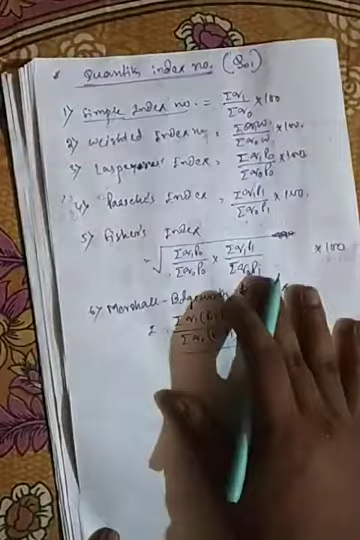 * Quantity index no. (Q01)
1) Simple Index no. = Σq1 / Σq0 × 100
2) Weighted Index no = Σq1w / Σq0w × 100.
3) Laspeyres' Index, = Σq1P0 / Σq0P0 × 100
4) Paasche's Index = Σq1P1 / Σq0P1 × 100.
5) Fisher's Index
= √ Σq1P0 / Σq0P0 × Σq1P1 / Σq0P1 × 100
6) Marshall-Edgeworth
Σq1( / Σq0(